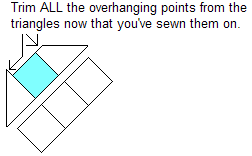 Trim ALL the overhanging points from the
triangles now that you've sewn them on.